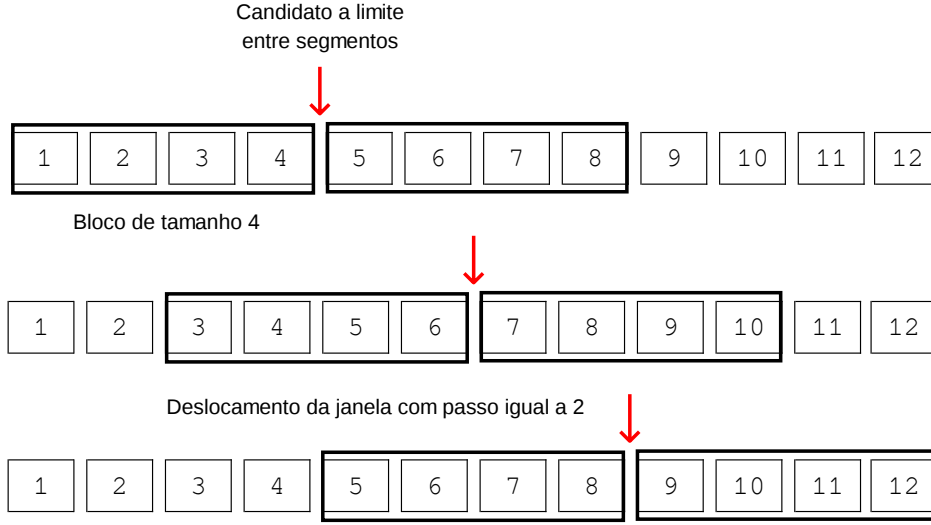 Candidato a limite
entre segmentos
1 2 3 4 5 6 7 8 9 10 11 12
Bloco de tamanho 4
1 2 3 4 5 6 7 8 9 10 11 12
Deslocamento da janela com passo igual a 2
1 2 3 4 5 6 7 8 9 10 11 12